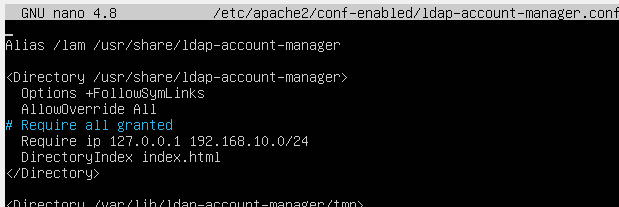 GNU nano 4.8 /etc/apache2/conf-enabled/ldap-account-manager.conf
Alias /lam /usr/share/ldap-account-manager
<Directory /usr/share/ldap-account-manager>
Options +FollowSymLinks
AllowOverride All
# Require all granted
Require ip 127.0.0.1 192.168.10.0/24
DirectoryIndex index.html
</Directory>
<Directory /var/lib/ldap-account-manager/tmp>